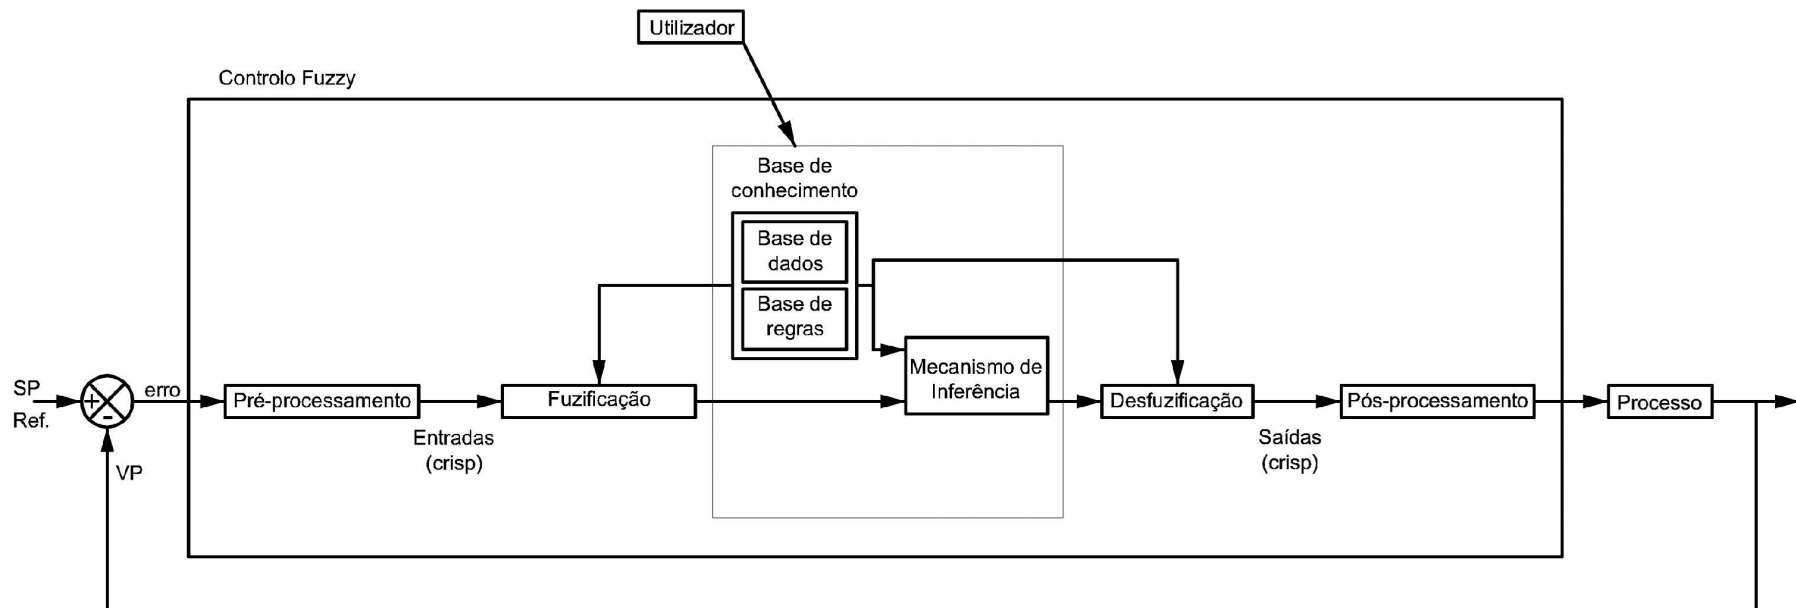 Utilizador
Controlo Fuzzy
Base de
conhecimento
Base de
dados
Base de
regras
Mecanismo de
Inferência
SP
Ref.
+
-
erro
VP
Pré-processamento
Entradas
(crisp)
Fuzificação
Desfuzificação
Saídas
(crisp)
Pós-processamento
Processo